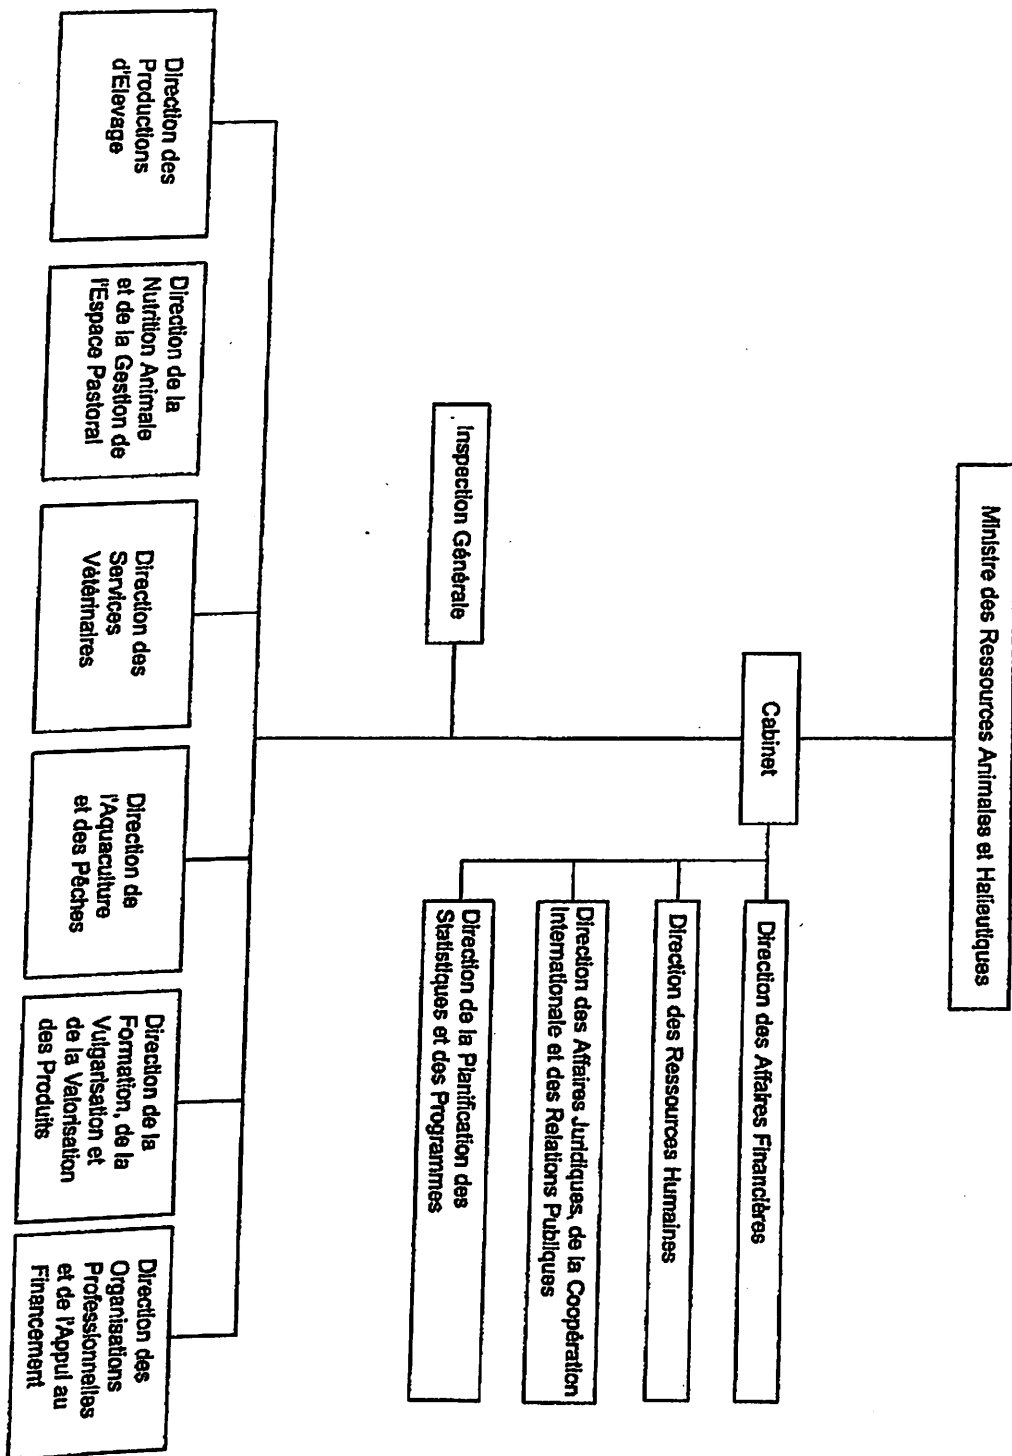 Ministre des Ressources Animales et Halieutiques
Cabinet
Direction des Affaires Financières
Direction des Ressources Humaines
Direction des Affaires Juridiques, de la Coopération
Internationale et des Relations Publiques
Direction de la Planification des
Statistiques et des Programmes
Inspection Générale
Direction des
Productions
d'Elevage
Direction de la
Nutrition Animale
et de la Gestion de
l'Espace Pastoral
Direction des
Services
Vétérinaires
Direction de
l'Aquaculture
et des Pêches
Direction de la
Formation, de la
Vulgarisation et
de la Valorisation
des Produits
Direction des
Organisations
Professionnelles
et de l'Appui au
Financement